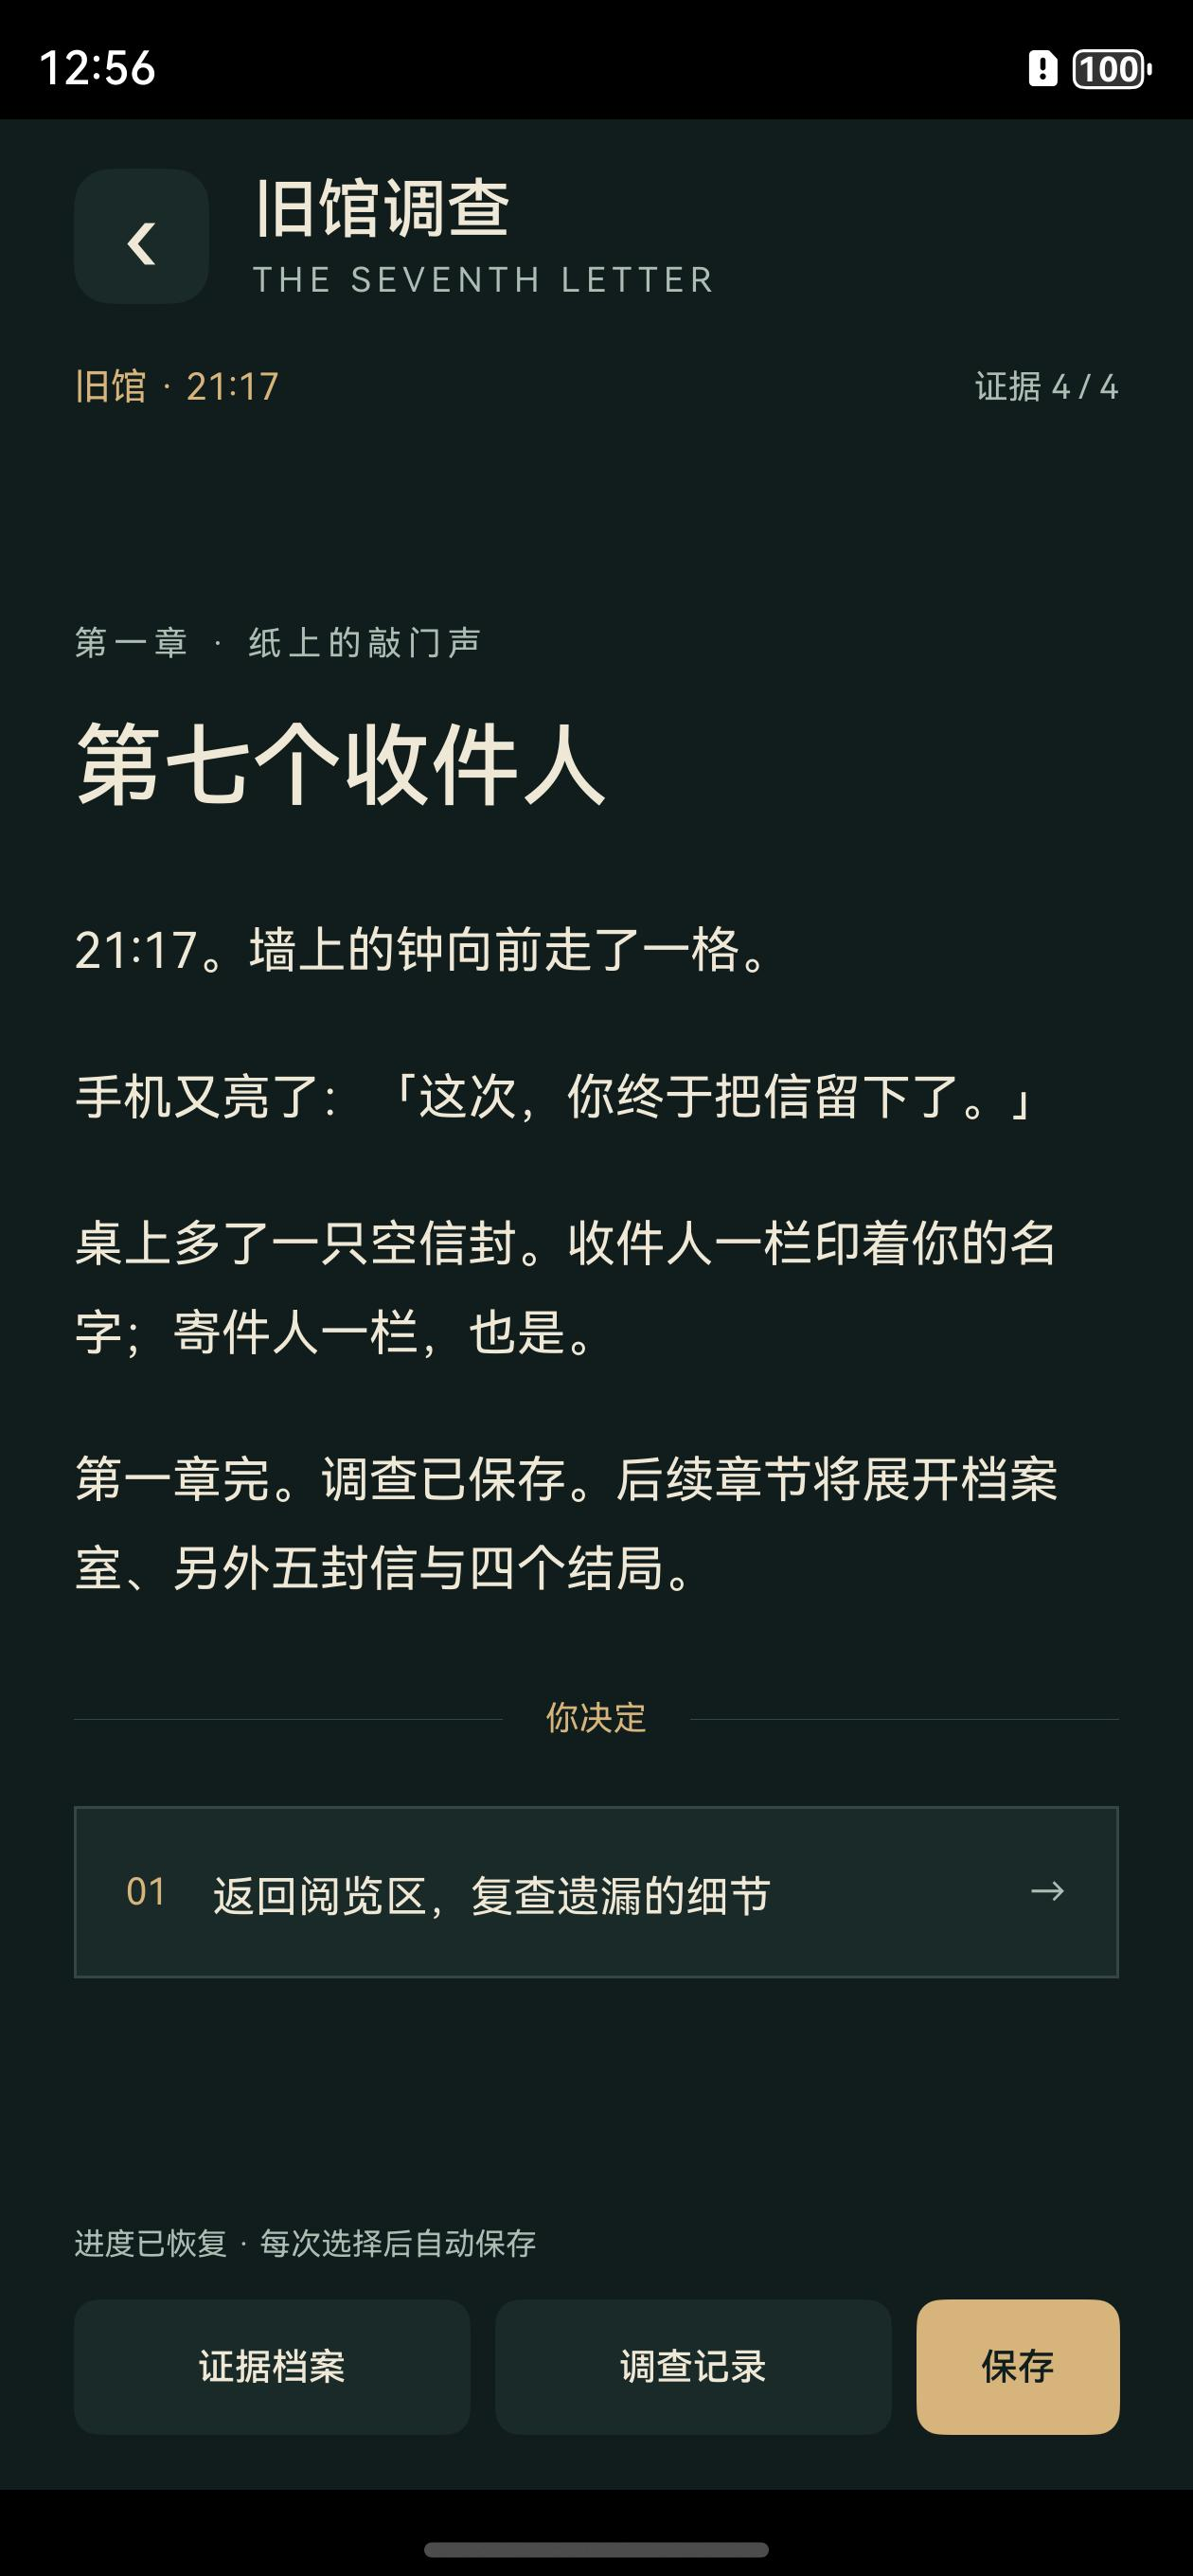 12:56
100
旧馆调查
THE SEVENTH LETTER
旧馆 · 21:17
证据 4 / 4
第一章 · 纸上的敲门声
第七个收件人
21:17。墙上的钟向前走了一格。
手机又亮了：「这次，你终于把信留下了。」
桌上多了一只空信封。收件人一栏印着你的名
字；寄件人一栏，也是。
第一章完。调查已保存。后续章节将展开档案
室、另外五封信与四个结局。
你决定
01 返回阅览区，复查遗漏的细节 →
进度已恢复 · 每次选择后自动保存
证据档案
调查记录
保存